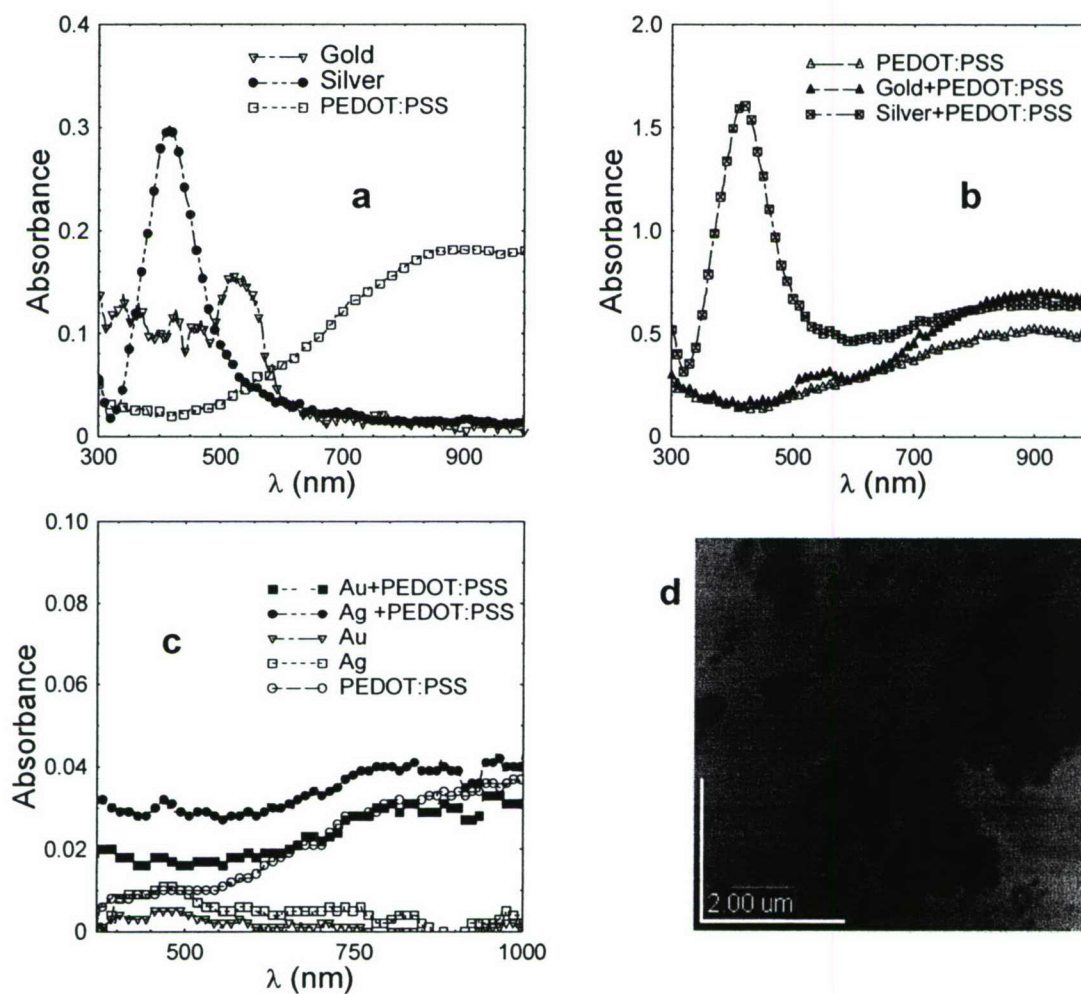 0.4
0.3
0.2
0.1
0
Absorbance
Gold
Silver
PEDOT:PSS
a
300
500
700
900
λ (nm)
2.0
1.5
1.0
0.5
0
Absorbance
PEDOT:PSS
Gold+PEDOT:PSS
Silver+PEDOT:PSS
b
300
500
700
900
λ (nm)
0.10
0.08
0.06
0.04
0.02
0
Absorbance
Au+PEDOT:PSS
Ag +PEDOT:PSS
Au
Ag
PEDOT:PSS
c
500
750
1000
λ (nm)
d
2.00 um